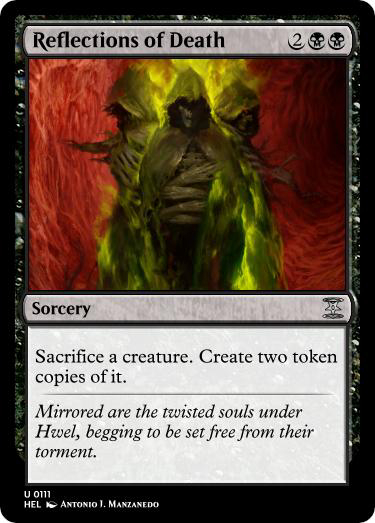 Reflections of Death 2
Sorcery
Sacrifice a creature. Create two token
copies of it.
Mirrored are the twisted souls under
Hwel, begging to be set free from their
torment.
U 0111
HEL Antonio J. Manzanedo